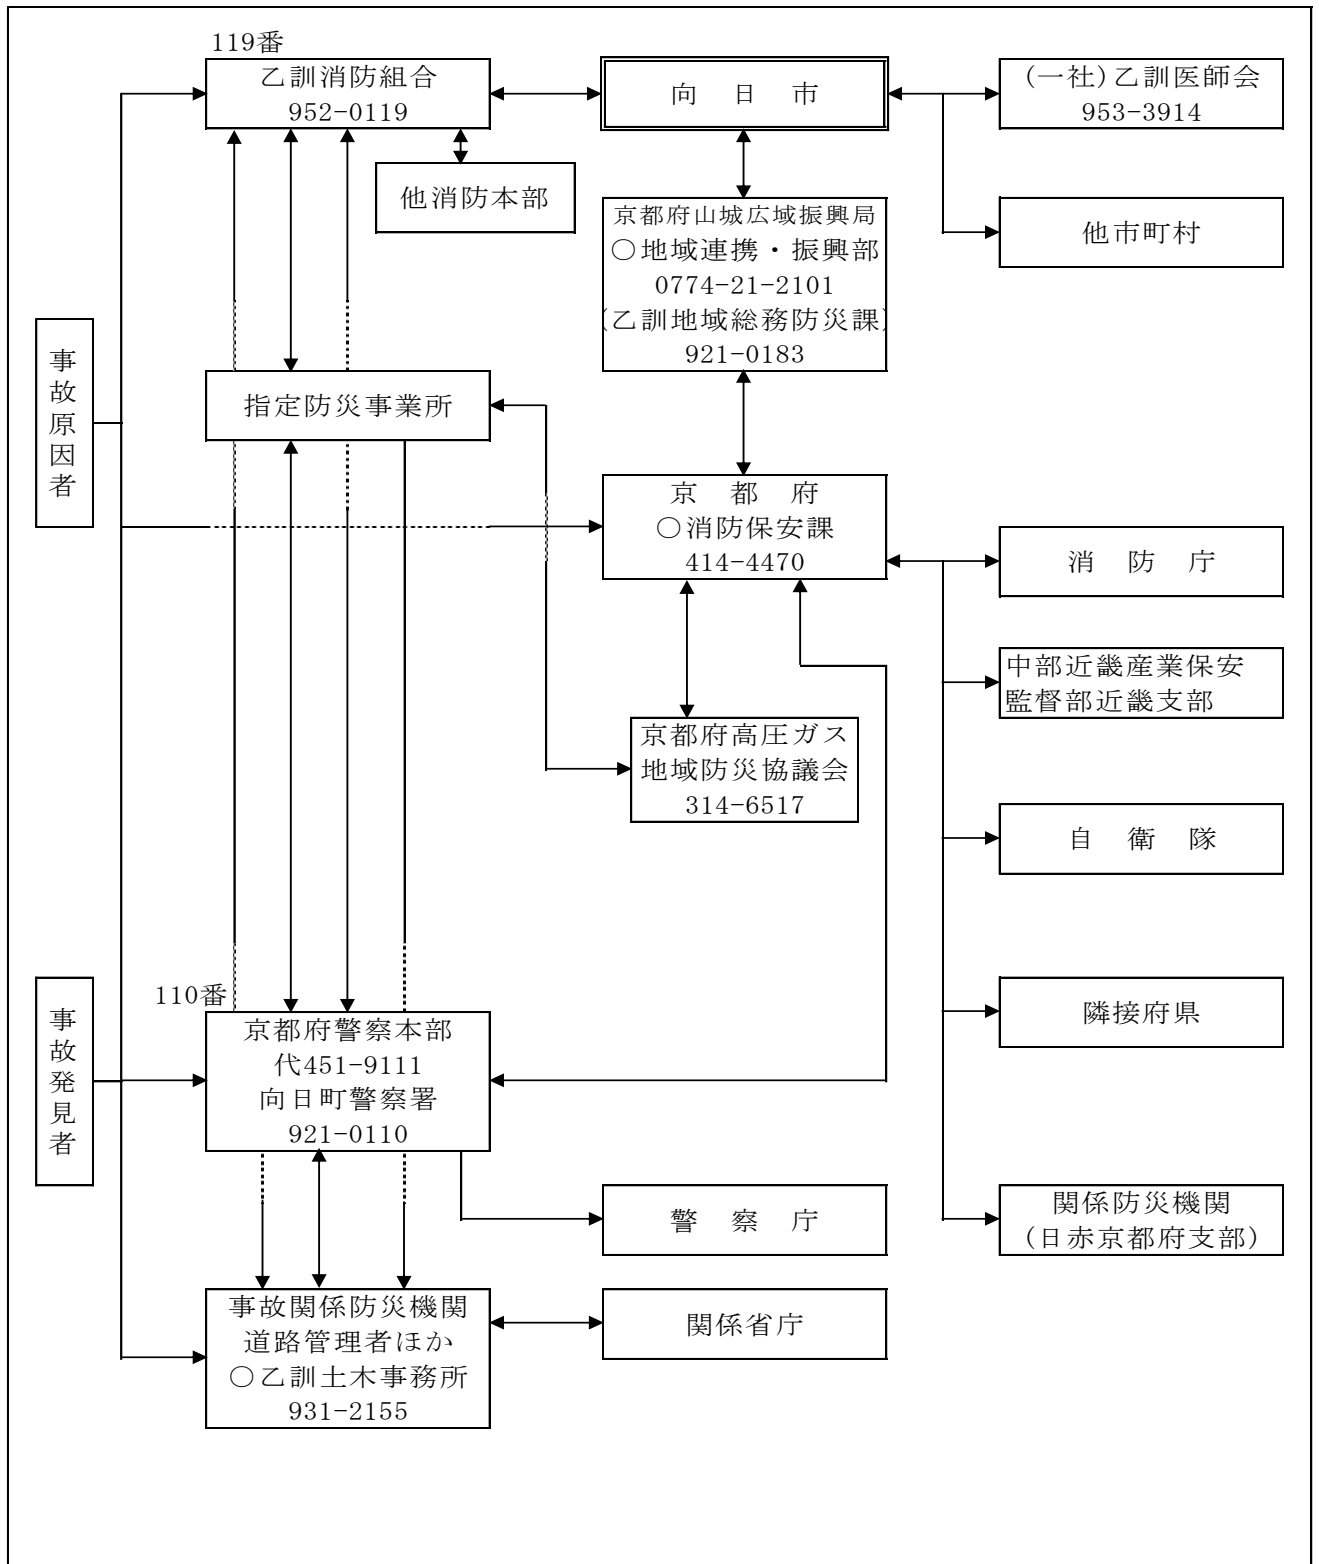 119番
乙訓消防組合
952-0119
向　日　市
(一社)乙訓医師会
953-3914
他消防本部
京都府山城広域振興局
○地域連携・振興部
0774-21-2101
(乙訓地域総務防災課)
921-0183
他市町村
事故原因者
指定防災事業所
京　都　府
○消防保安課
414-4470
消　防　庁
中部近畿産業保安
監督部近畿支部
京都府高圧ガス
地域防災協議会
314-6517
自　衛　隊
事故発見者
110番
京都府警察本部
代451-9111
向日町警察署
921-0110
隣接府県
警　察　庁
関係防災機関
(日赤京都府支部)
事故関係防災機関
道路管理者ほか
○乙訓土木事務所
931-2155
関係省庁